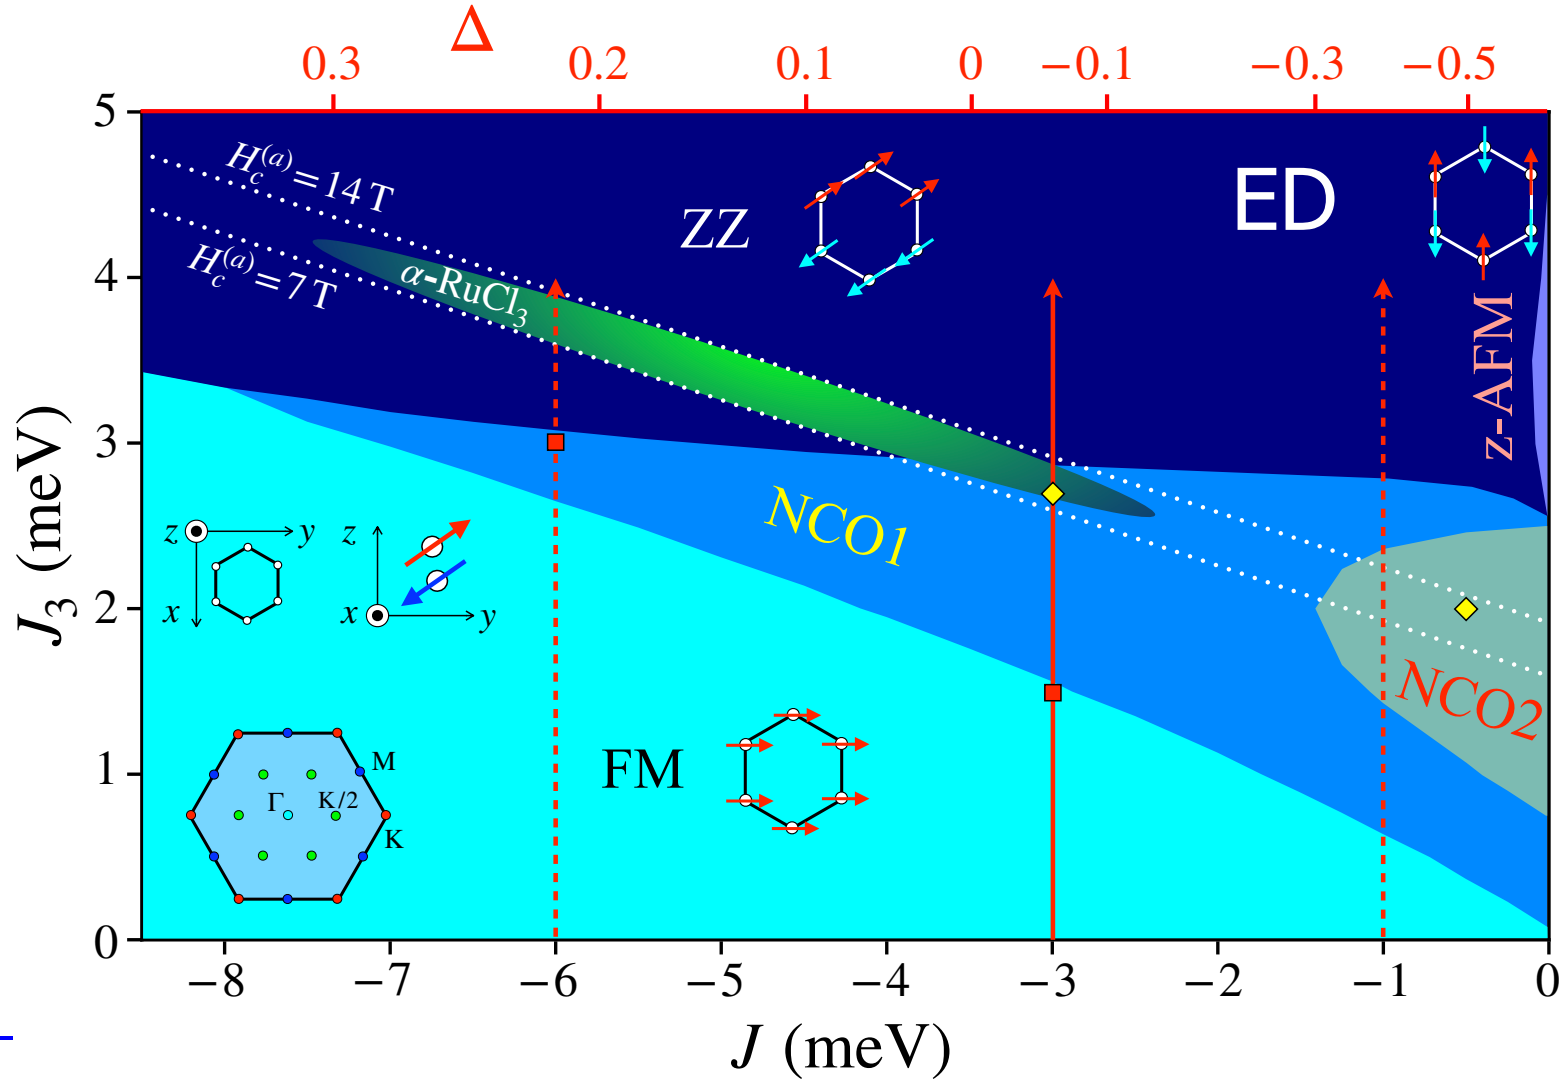 Δ
0.3 0.2 0.1 0 −0.1 −0.3 −0.5
5
4
3
2
1
0
J₃ (meV)
H_c^(a) = 14 T
H_c^(a) = 7 T
α-RuCl₃
ZZ
ED
z-AFM
NCO1
NCO2
FM
z y
x
z
x y
M
Γ K/2
K
−8 −7 −6 −5 −4 −3 −2 −1 0
J (meV)